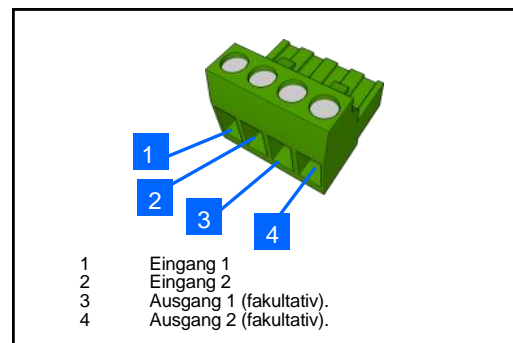 1
2
3
4
1 Eingang 1
2 Eingang 2
3 Ausgang 1 (fakultativ).
4 Ausgang 2 (fakultativ).